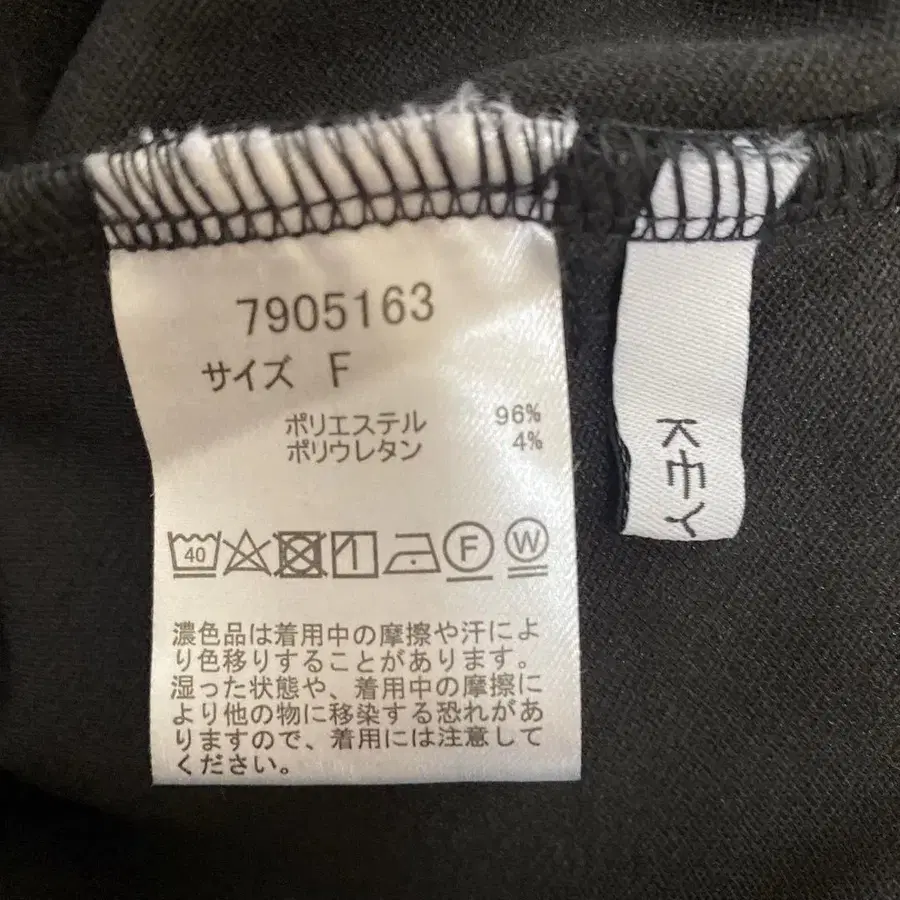 7905163
サイズ F
ポリエステル 96%
ポリウレタン 4%
40 F W
濃色品は着用中の摩擦や汗によ
り色移りすることがあります。
湿った状態や、着用中の摩擦に
より他の物に移染する恐れがあ
りますので、着用には注意して
ください。
KEY